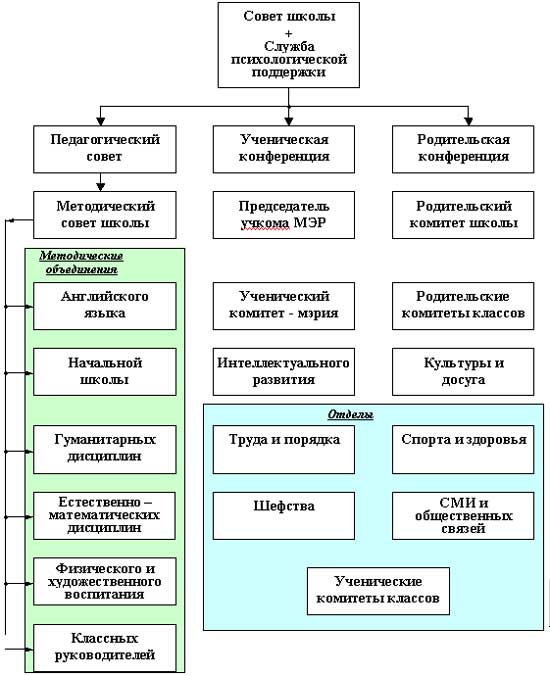 Совет школы
+
Служба
психологической
поддержки
Педагогический
совет
Ученическая
конференция
Родительская
конференция
Методический
совет школы
Председатель
учкома МЭР
Родительский
комитет школы
Методические
объединения
Английского
языка
Ученический
комитет - мэрия
Родительские
комитеты классов
Начальной
школы
Интеллектуального
развития
Культуры и
досуга
Отделы
Гуманитарных
дисциплин
Труда и порядка
Спорта и здоровья
Естественно –
математических
дисциплин
Шефства
СМИ и
общественных
связей
Физического и
художественного
воспитания
Ученические
комитеты классов
Классных
руководителей